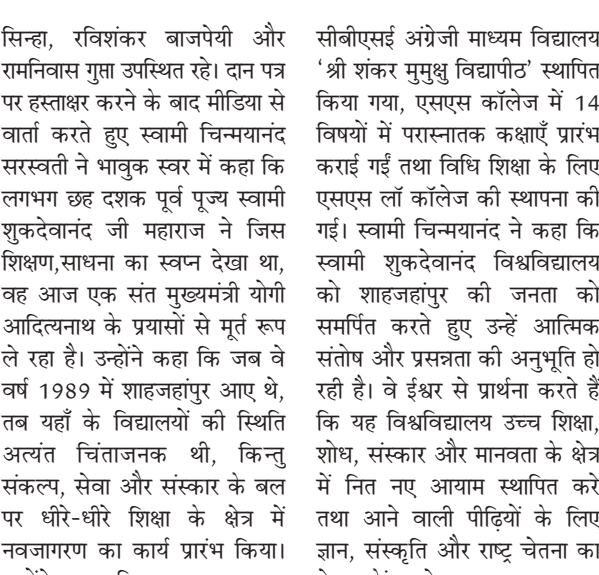 सिन्हा, रविशंकर बाजपेयी और
रामनिवास गुप्ता उपस्थित रहे। दान पत्र
पर हस्ताक्षर करने के बाद मीडिया से
वार्ता करते हुए स्वामी चिन्मयानंद
सरस्वती ने भावुक स्वर में कहा कि
लगभग छह दशक पूर्व पूज्य स्वामी
शुकदेवानंद जी महाराज ने जिस
शिक्षण,साधना का स्वप्न देखा था,
वह आज एक संत मुख्यमंत्री योगी
आदित्यनाथ के प्रयासों से मूर्त रूप
ले रहा है। उन्होंने कहा कि जब वे
वर्ष 1989 में शाहजहांपुर आए थे,
तब यहाँ के विद्यालयों की स्थिति
अत्यंत चिंताजनक थी, किन्तु
संकल्प, सेवा और संस्कार के बल
पर धीरे-धीरे शिक्षा के क्षेत्र में
नवजागरण का कार्य प्रारंभ किया।
सीबीएसई अंग्रेजी माध्यम विद्यालय
‘श्री शंकर मुमुक्षु विद्यापीठ’ स्थापित
किया गया, एसएस कॉलेज में 14
विषयों में परास्नातक कक्षाएँ प्रारंभ
कराई गईं तथा विधि शिक्षा के लिए
एसएस लॉ कॉलेज की स्थापना की
गई। स्वामी चिन्मयानंद ने कहा कि
स्वामी शुकदेवानंद विश्वविद्यालय
को शाहजहांपुर की जनता को
समर्पित करते हुए उन्हें आत्मिक
संतोष और प्रसन्नता की अनुभूति हो
रही है। वे ईश्वर से प्रार्थना करते हैं
कि यह विश्वविद्यालय उच्च शिक्षा,
शोध, संस्कार और मानवता के क्षेत्र
में नित नए आयाम स्थापित करे
तथा आने वाली पीढ़ियों के लिए
ज्ञान, संस्कृति और राष्ट्र चेतना का